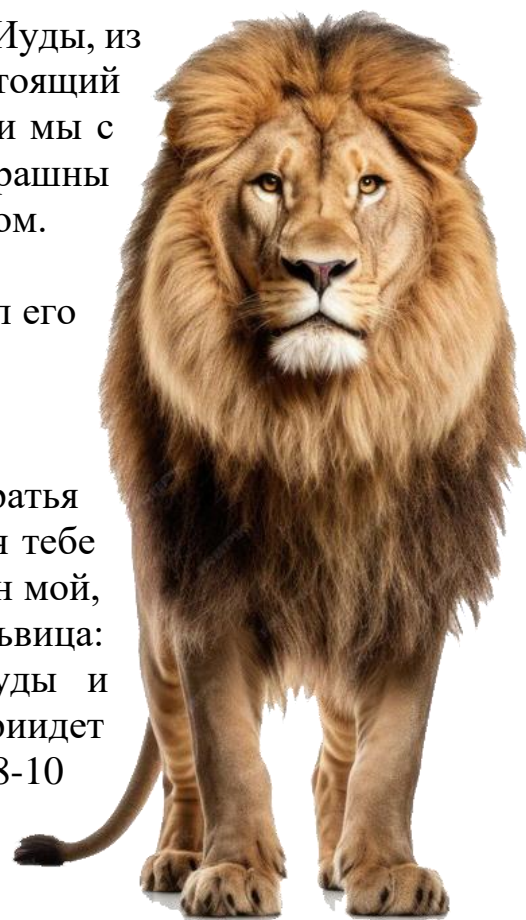 Иуды, из
тоящий
и мы с
рашны
ом.
л его
ратья
я тебе
н мой,
ьвица:
уды и
риидет
8-10